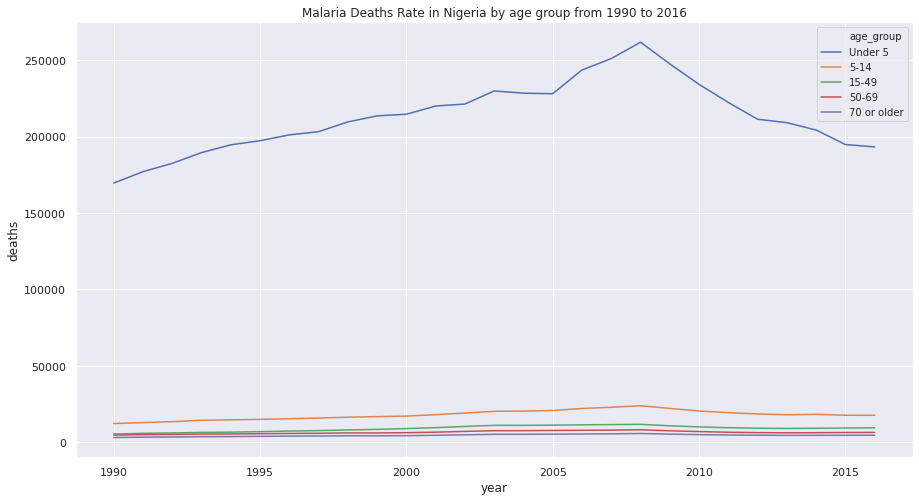 Malaria Deaths Rate in Nigeria by age group from 1990 to 2016
age_group
Under 5
5-14
15-49
50-69
70 or older
250000
200000
150000
100000
50000
0
deaths
1990
1995
2000
2005
2010
2015
year